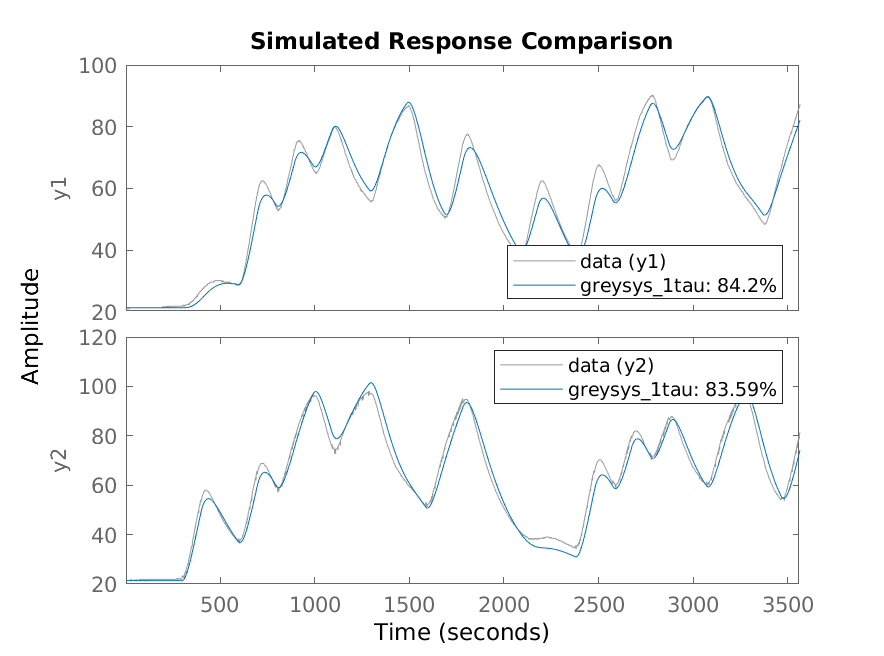 Simulated Response Comparison
100
80
60
40
20
y1
data (y1)
greysys_1tau: 84.2%
Amplitude
120
100
80
60
40
20
y2
data (y2)
greysys_1tau: 83.59%
500 1000 1500 2000 2500 3000 3500
Time (seconds)